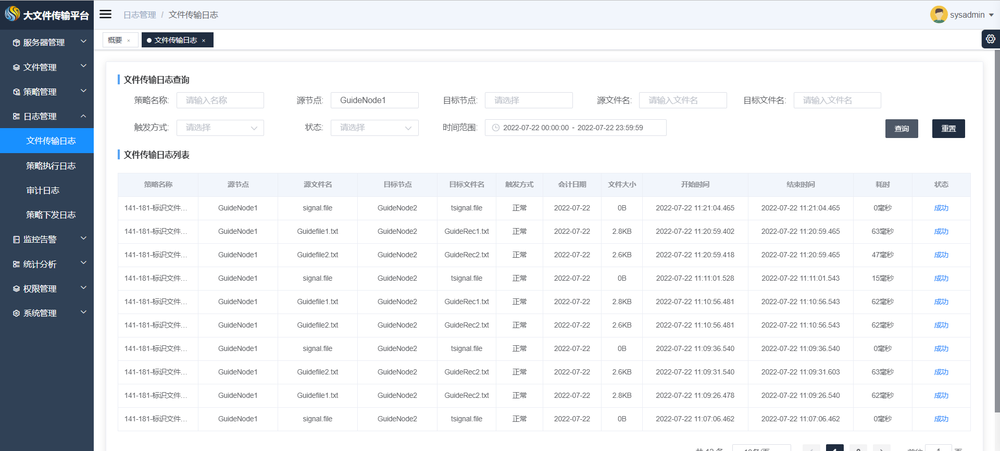 大文件传输平台
日志管理 / 文件传输日志
sysadmin
概要 ×
文件传输日志 ×
服务器管理
文件管理
策略管理
日志管理
文件传输日志
策略执行日志
审计日志
策略下发日志
监控告警
统计分析
权限管理
系统管理
文件传输日志查询
策略名称: 请输入名称 源节点: GuideNode1 目标节点: 请选择 源文件名: 请输入文件名 目标文件名: 请输入文件名
触发方式: 请选择 状态: 请选择 时间范围: 2022-07-22 00:00:00 - 2022-07-22 23:59:59 查询 重置
文件传输日志列表
策略名称 源节点 源文件名 目标节点 目标文件名 触发方式 会计日期 文件大小 开始时间 结束时间 耗时 状态
141-181-标识文件... GuideNode1 signal.file GuideNode2 tsignal.file 正常 2022-07-22 0B 2022-07-22 11:21:04.465 2022-07-22 11:21:04.465 0毫秒 成功
141-181-标识文件... GuideNode1 Guidefile1.txt GuideNode2 GuideRec1.txt 正常 2022-07-22 2.8KB 2022-07-22 11:20:59.402 2022-07-22 11:20:59.465 63毫秒 成功
141-181-标识文件... GuideNode1 Guidefile2.txt GuideNode2 GuideRec2.txt 正常 2022-07-22 2.6KB 2022-07-22 11:20:59.418 2022-07-22 11:20:59.465 47毫秒 成功
141-181-标识文件... GuideNode1 signal.file GuideNode2 tsignal.file 正常 2022-07-22 0B 2022-07-22 11:11:01.528 2022-07-22 11:11:01.543 15毫秒 成功
141-181-标识文件... GuideNode1 Guidefile1.txt GuideNode2 GuideRec1.txt 正常 2022-07-22 2.8KB 2022-07-22 11:10:56.481 2022-07-22 11:10:56.543 62毫秒 成功
141-181-标识文件... GuideNode1 Guidefile2.txt GuideNode2 GuideRec2.txt 正常 2022-07-22 2.6KB 2022-07-22 11:10:56.481 2022-07-22 11:10:56.543 62毫秒 成功
141-181-标识文件... GuideNode1 signal.file GuideNode2 tsignal.file 正常 2022-07-22 0B 2022-07-22 11:09:36.540 2022-07-22 11:09:36.540 0毫秒 成功
141-181-标识文件... GuideNode1 Guidefile2.txt GuideNode2 GuideRec2.txt 正常 2022-07-22 2.6KB 2022-07-22 11:09:31.540 2022-07-22 11:09:31.603 63毫秒 成功
141-181-标识文件... GuideNode1 Guidefile1.txt GuideNode2 GuideRec2.txt 正常 2022-07-22 2.8KB 2022-07-22 11:09:26.478 2022-07-22 11:09:26.540 62毫秒 成功
141-181-标识文件... GuideNode1 signal.file GuideNode2 tsignal.file 正常 2022-07-22 0B 2022-07-22 11:07:06.462 2022-07-22 11:07:06.462 0毫秒 成功